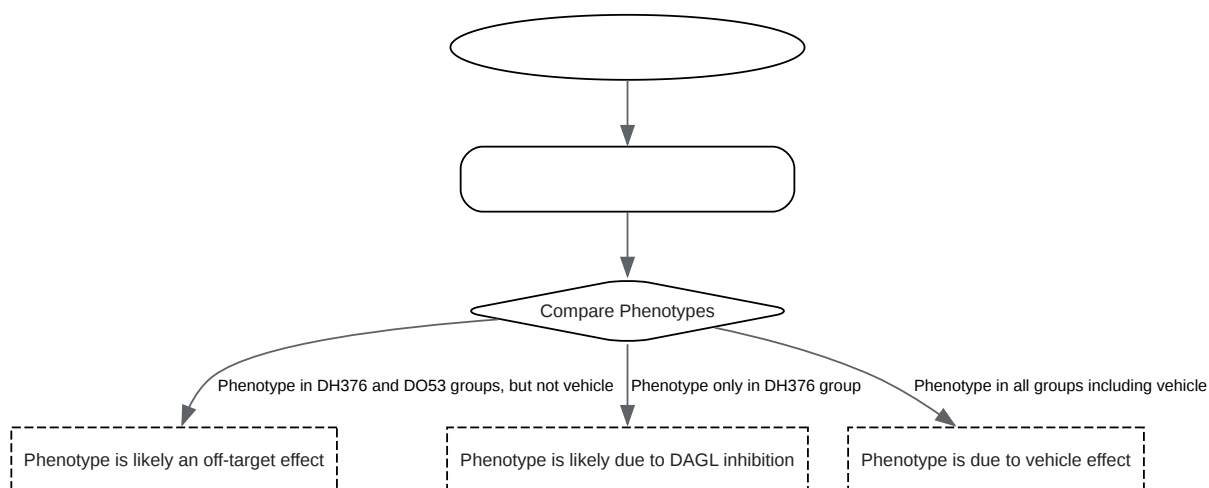 Compare Phenotypes
Phenotype in DH376 and DO53 groups, but not vehicle
Phenotype only in DH376 group
Phenotype in all groups including vehicle
Phenotype is likely an off-target effect
Phenotype is likely due to DAGL inhibition
Phenotype is due to vehicle effect